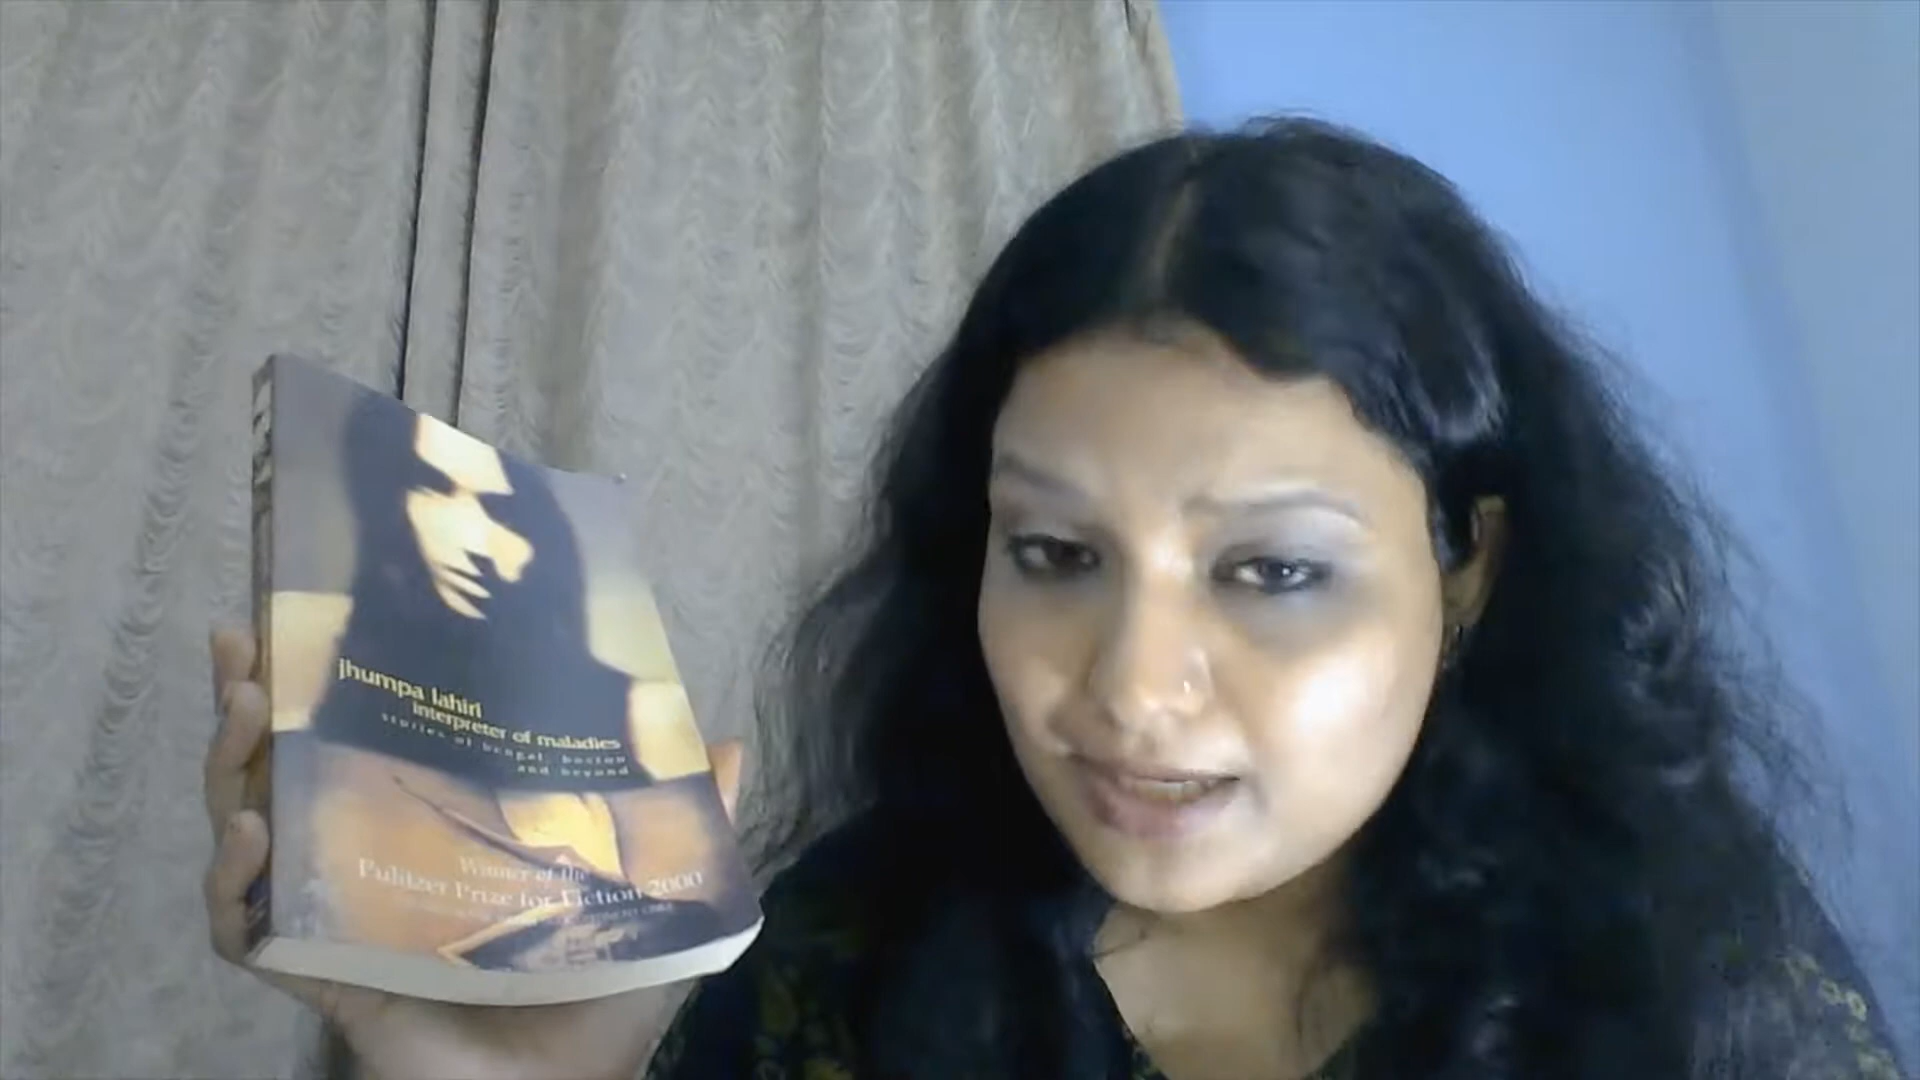 jhumpa lahiri
interpreter of maladies
stories of bengal, boston
and beyond
Winner of the
Pulitzer Prize for Fiction 2000